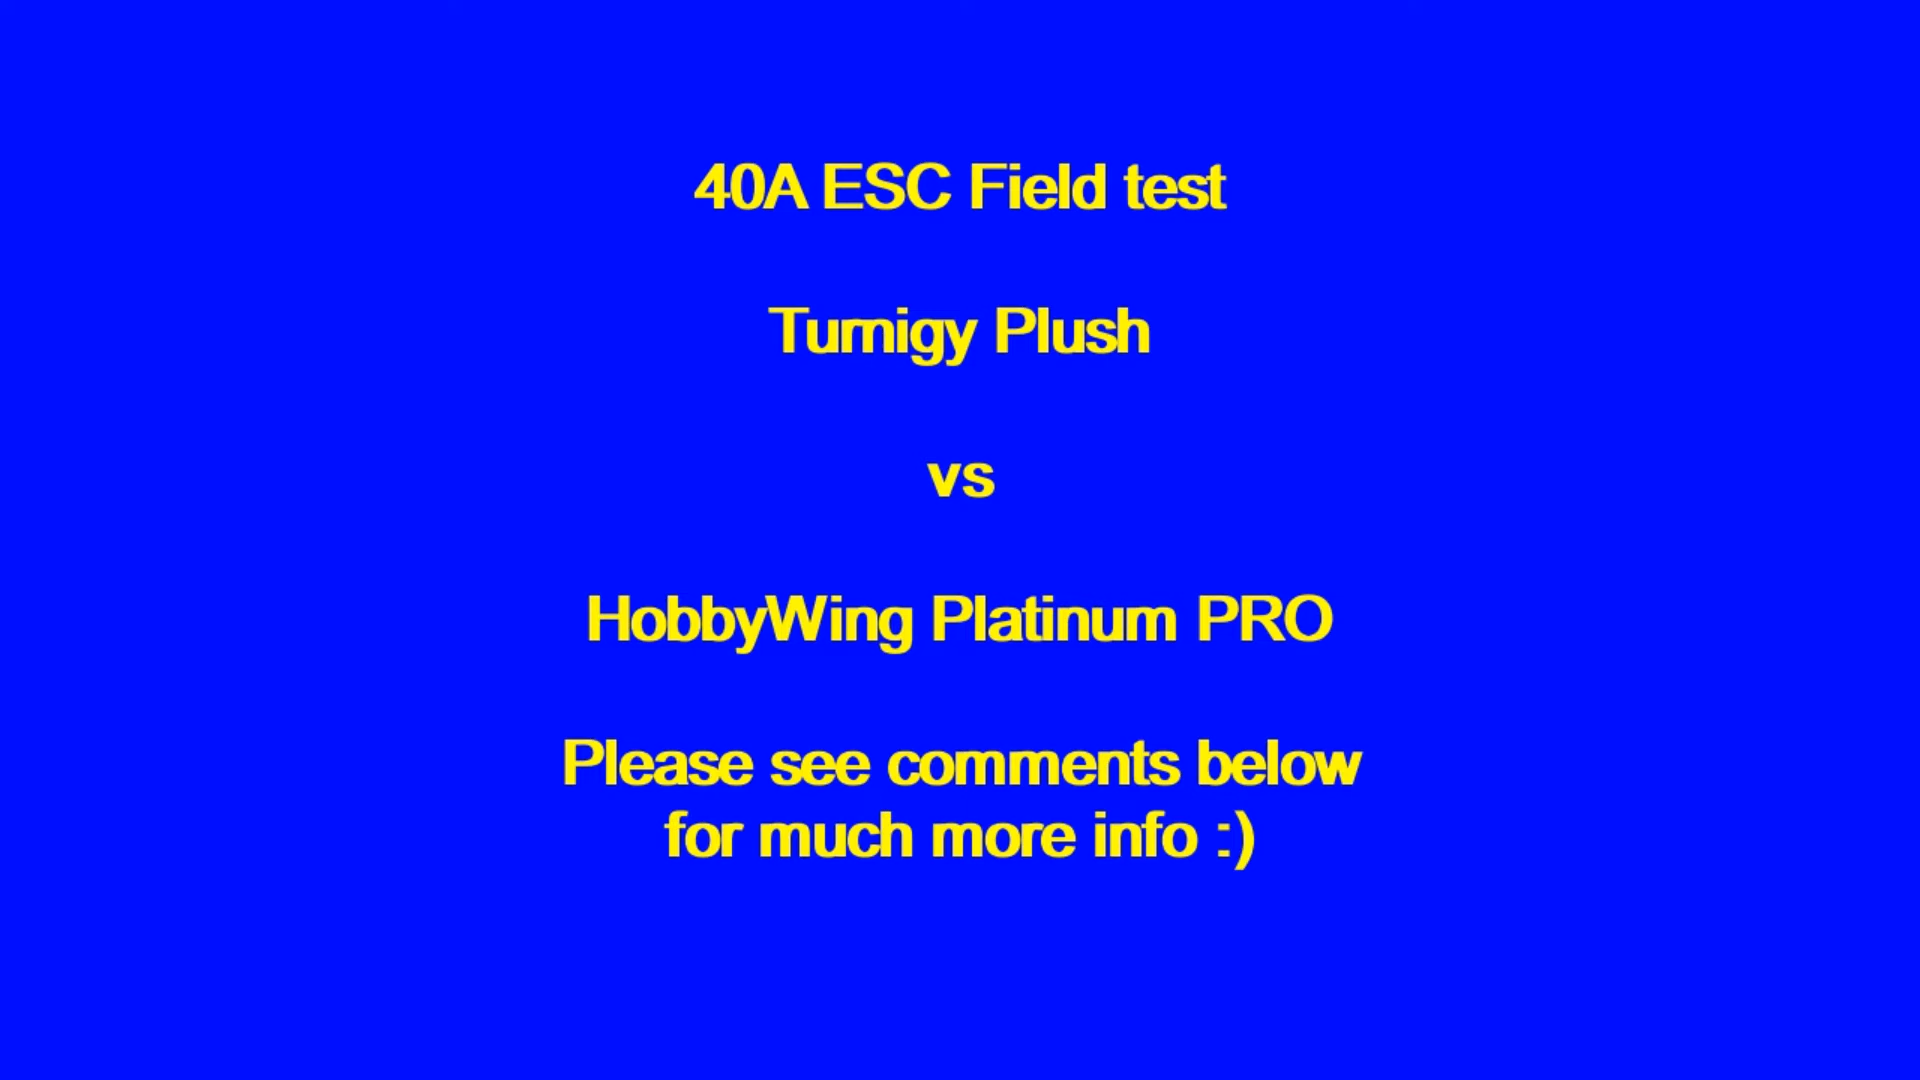 40A ESC Field test
Turnigy Plush
vs
HobbyWing Platinum PRO
Please see comments below
for much more info :)